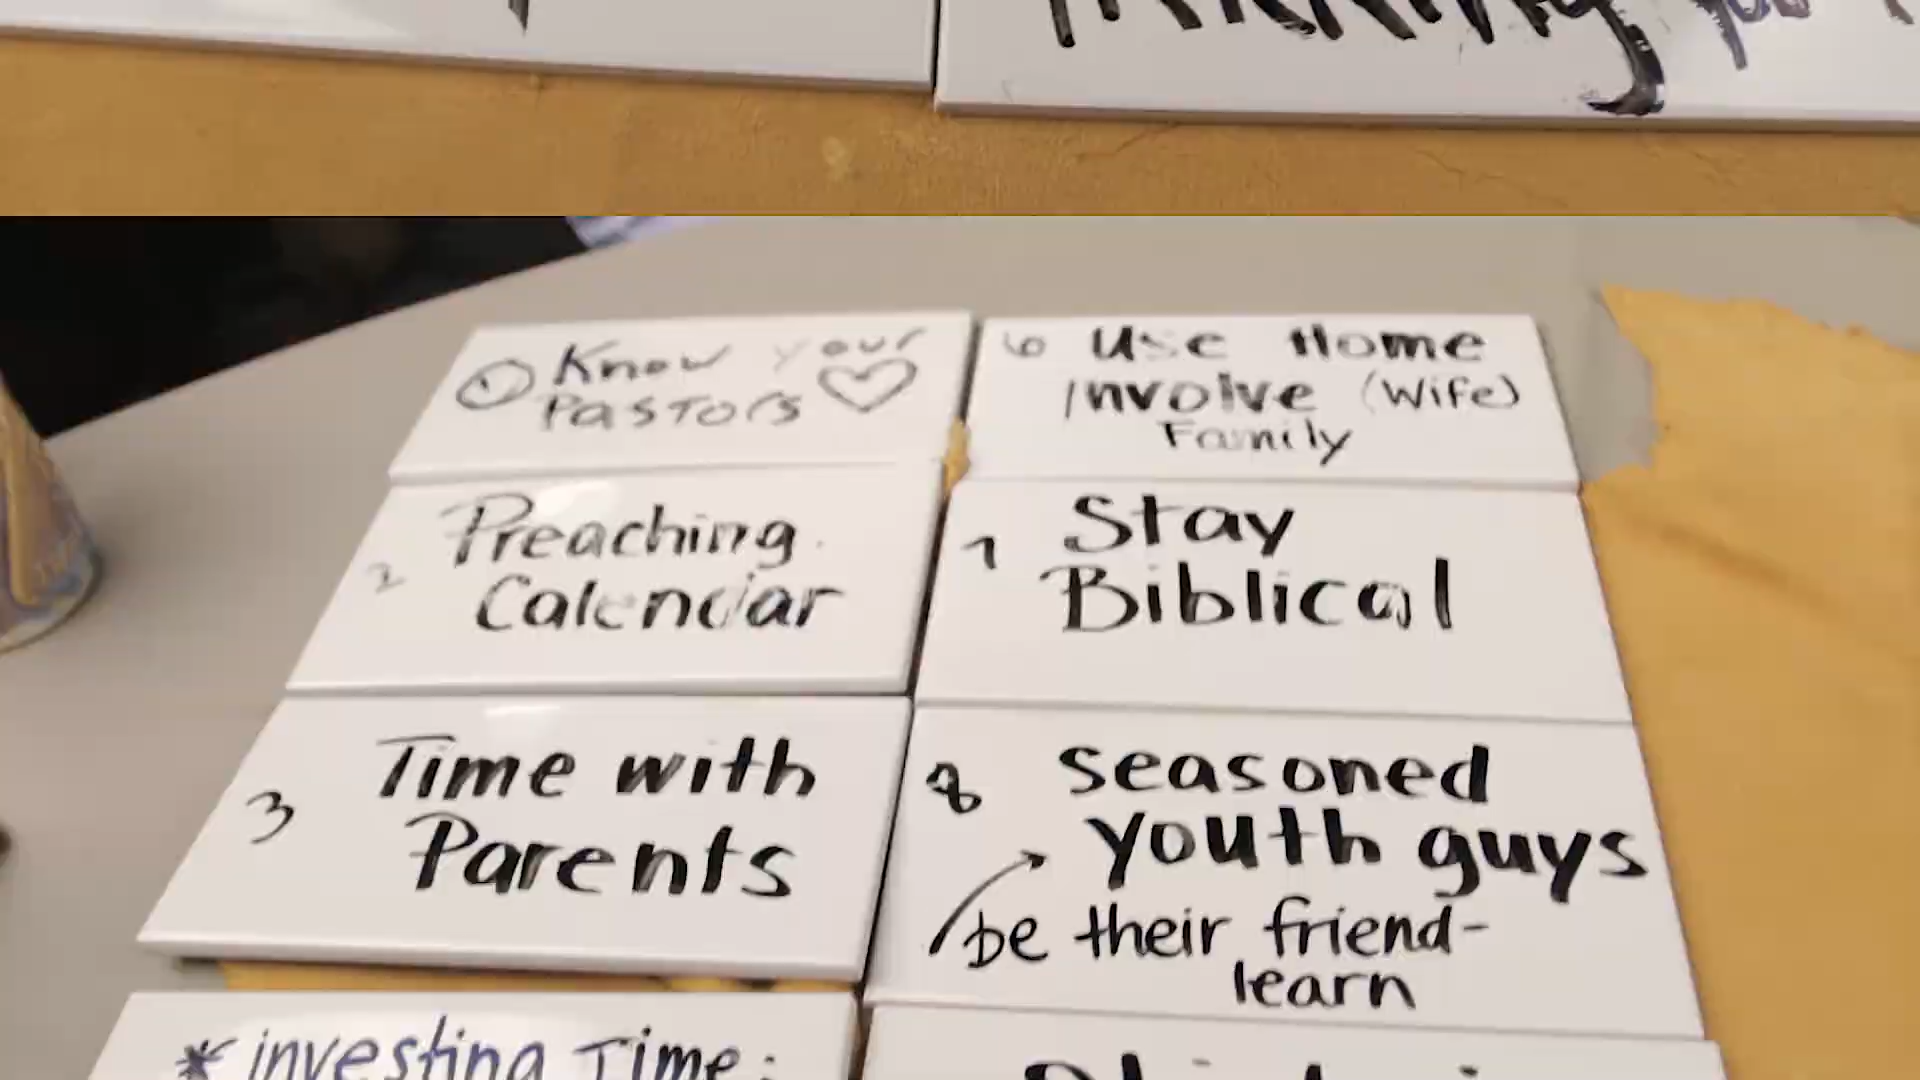 ① Know your
Pastors ♡
2 Preaching
Calendar
3 Time with
Parents
* investing Time:
6 Use Home
involve (Wife)
Family
7 Stay
Biblical
8 Seasoned
youth guys
be their friend-
learn